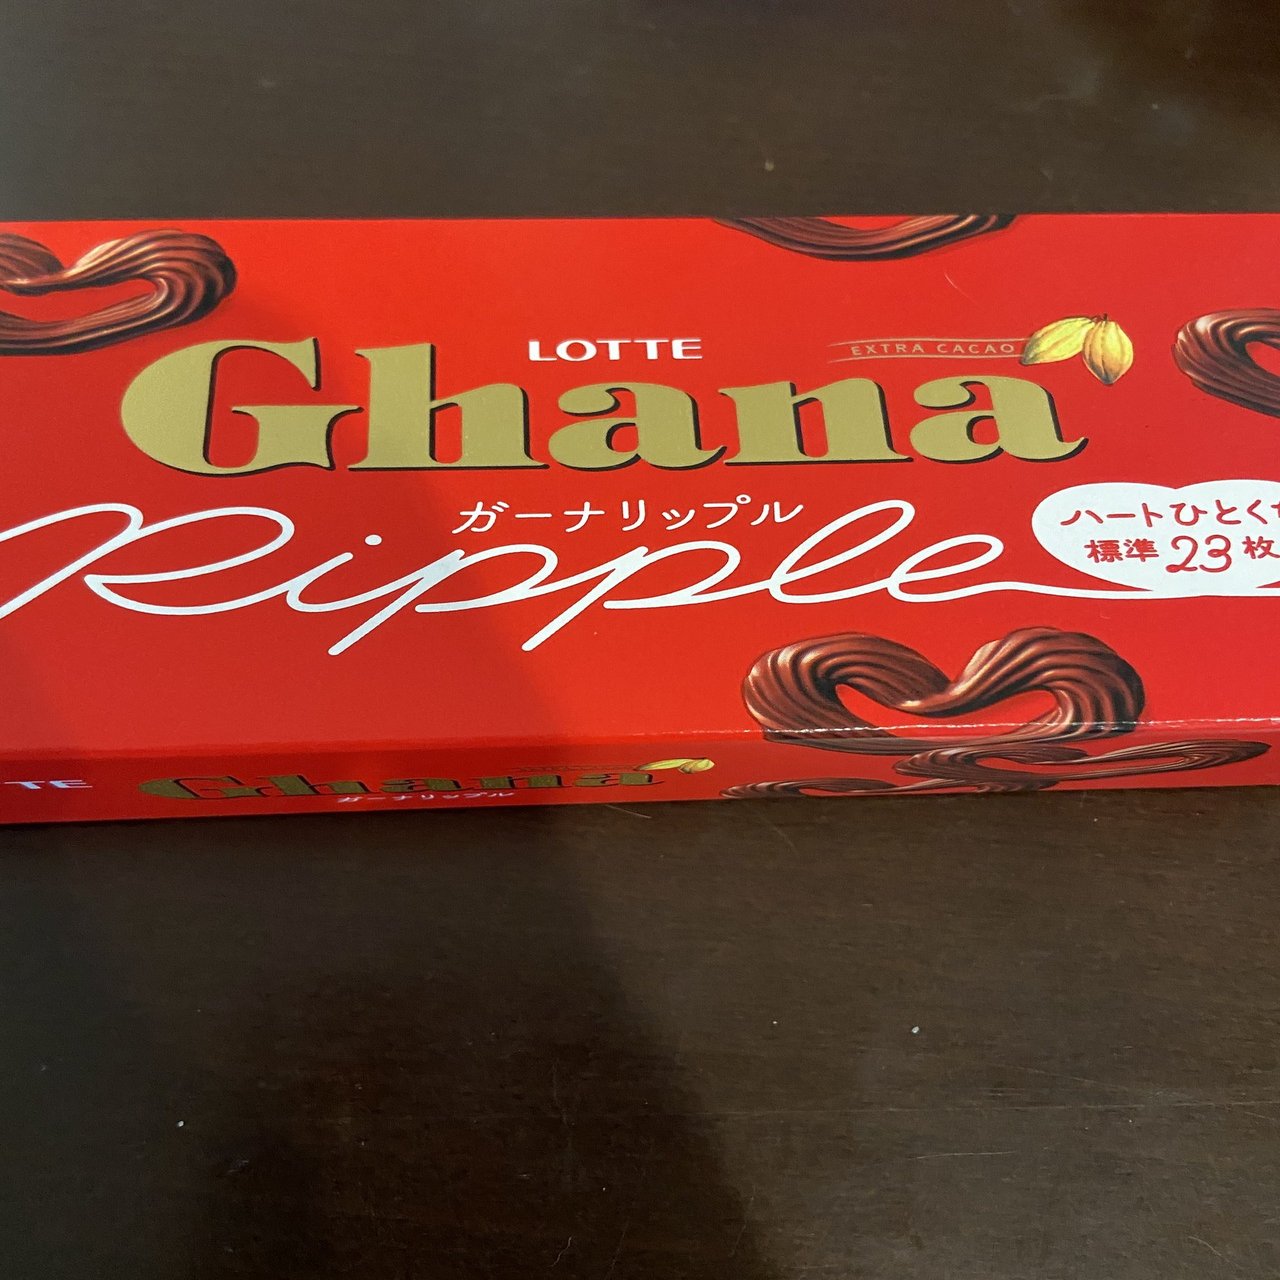 LOTTE
EXTRA CACAO
Ghana
ガーナリップル
Ripple
ハートひとく
標準23枚
TTE
Ghana
ガーナリップル